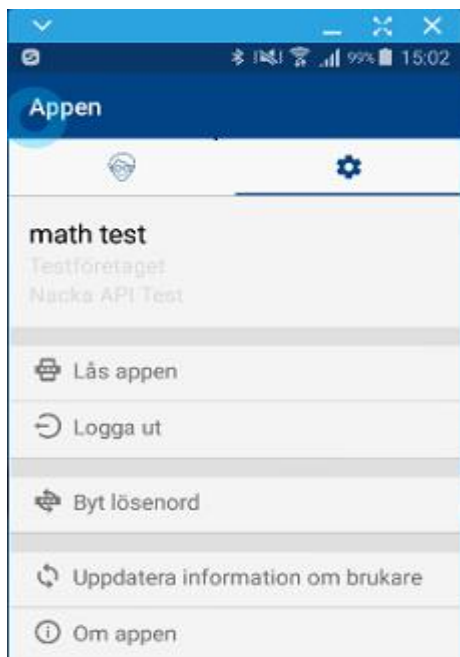 99% 15:02
Appen
math test
Testföretaget
Nacka API Test
Lås appen
Logga ut
Byt lösenord
Uppdatera information om brukare
Om appen